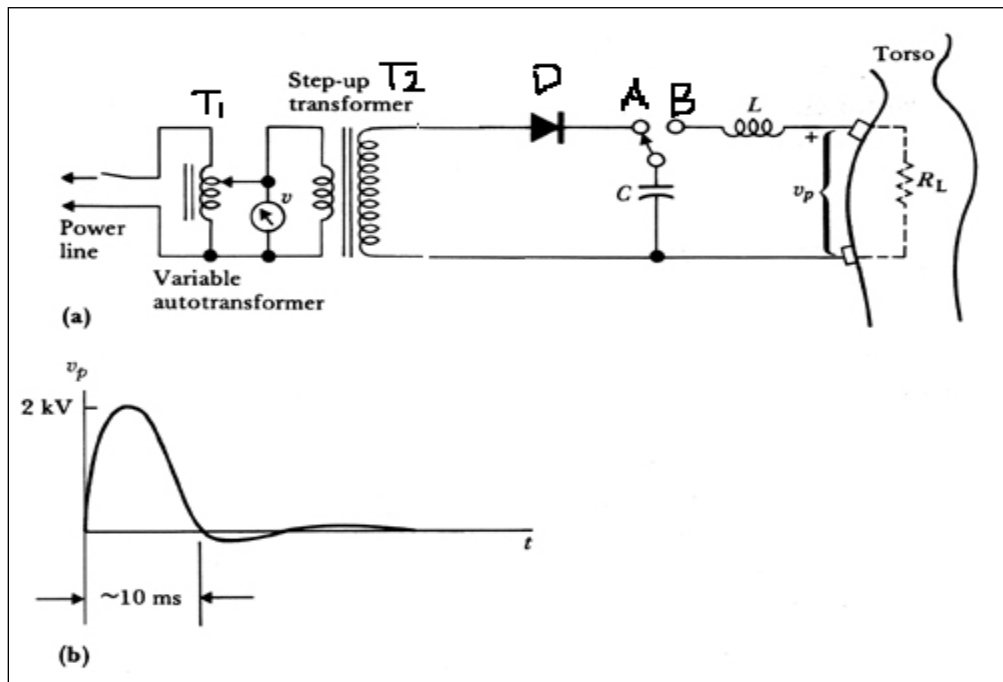 Torso
Step-up T2
transformer
T1
D
A B
L
+
v
C
vp
RL
Power
line
Variable
autotransformer
(a)
vp
2 kV
t
~10 ms
(b)